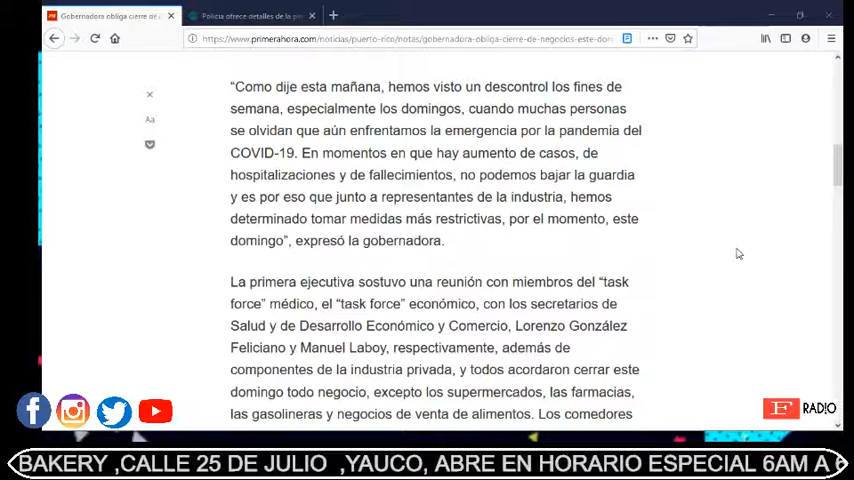 Gobernadora obliga cierre de
Policía ofrece detalles de la
https://www.primerahora.com/noticias/puerto-rico/notas/gobernadora-obliga-cierre-de-negocios-este-don
“Como dije esta mañana, hemos visto un descontrol los fines de
semana, especialmente los domingos, cuando muchas personas
se olvidan que aún enfrentamos la emergencia por la pandemia del
COVID-19. En momentos en que hay aumento de casos, de
hospitalizaciones y de fallecimientos, no podemos bajar la guardia
y es por eso que junto a representantes de la industria, hemos
determinado tomar medidas más restrictivas, por el momento, este
domingo”, expresó la gobernadora.
Aa
La primera ejecutiva sostuvo una reunión con miembros del “task
force” médico, el “task force” económico, con los secretarios de
Salud y de Desarrollo Económico y Comercio, Lorenzo González
Feliciano y Manuel Laboy, respectivamente, además de
componentes de la industria privada, y todos acordaron cerrar este
domingo todo negocio, excepto los supermercados, las farmacias,
las gasolineras y negocios de venta de alimentos. Los comedores
F RAD!O
BAKERY ,CALLE 25 DE JULIO ,YAUCO, ABRE EN HORARIO ESPECIAL 6AM A